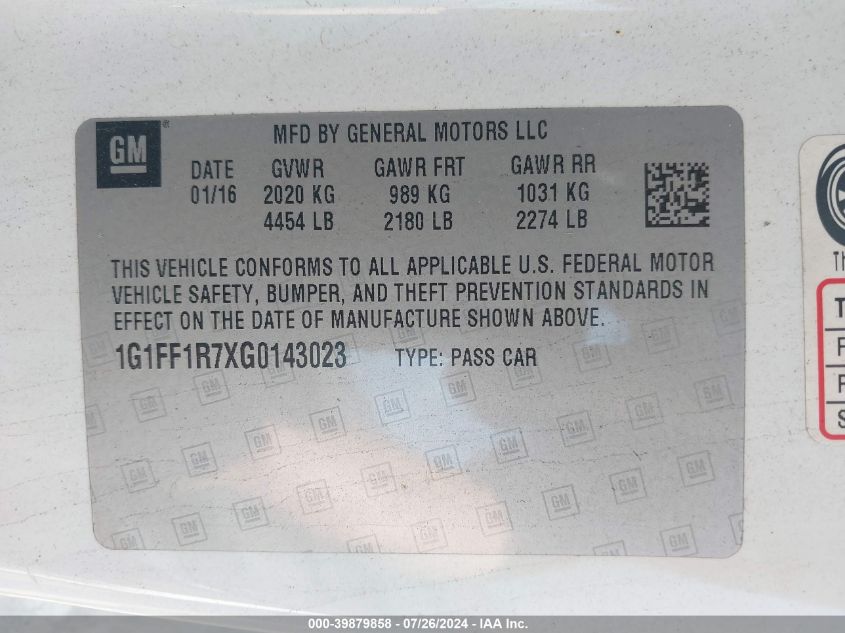 GM
MFD BY GENERAL MOTORS LLC
DATE GVWR GAWR FRT GAWR RR
01/16 2020 KG 989 KG 1031 KG
4454 LB 2180 LB 2274 LB
THIS VEHICLE CONFORMS TO ALL APPLICABLE U.S. FEDERAL MOTOR
VEHICLE SAFETY, BUMPER, AND THEFT PREVENTION STANDARDS IN
EFFECT ON THE DATE OF MANUFACTURE SHOWN ABOVE.
1G1FF1R7XG0143023 TYPE: PASS CAR
000-39879858 - 07/26/2024 - IAA Inc.